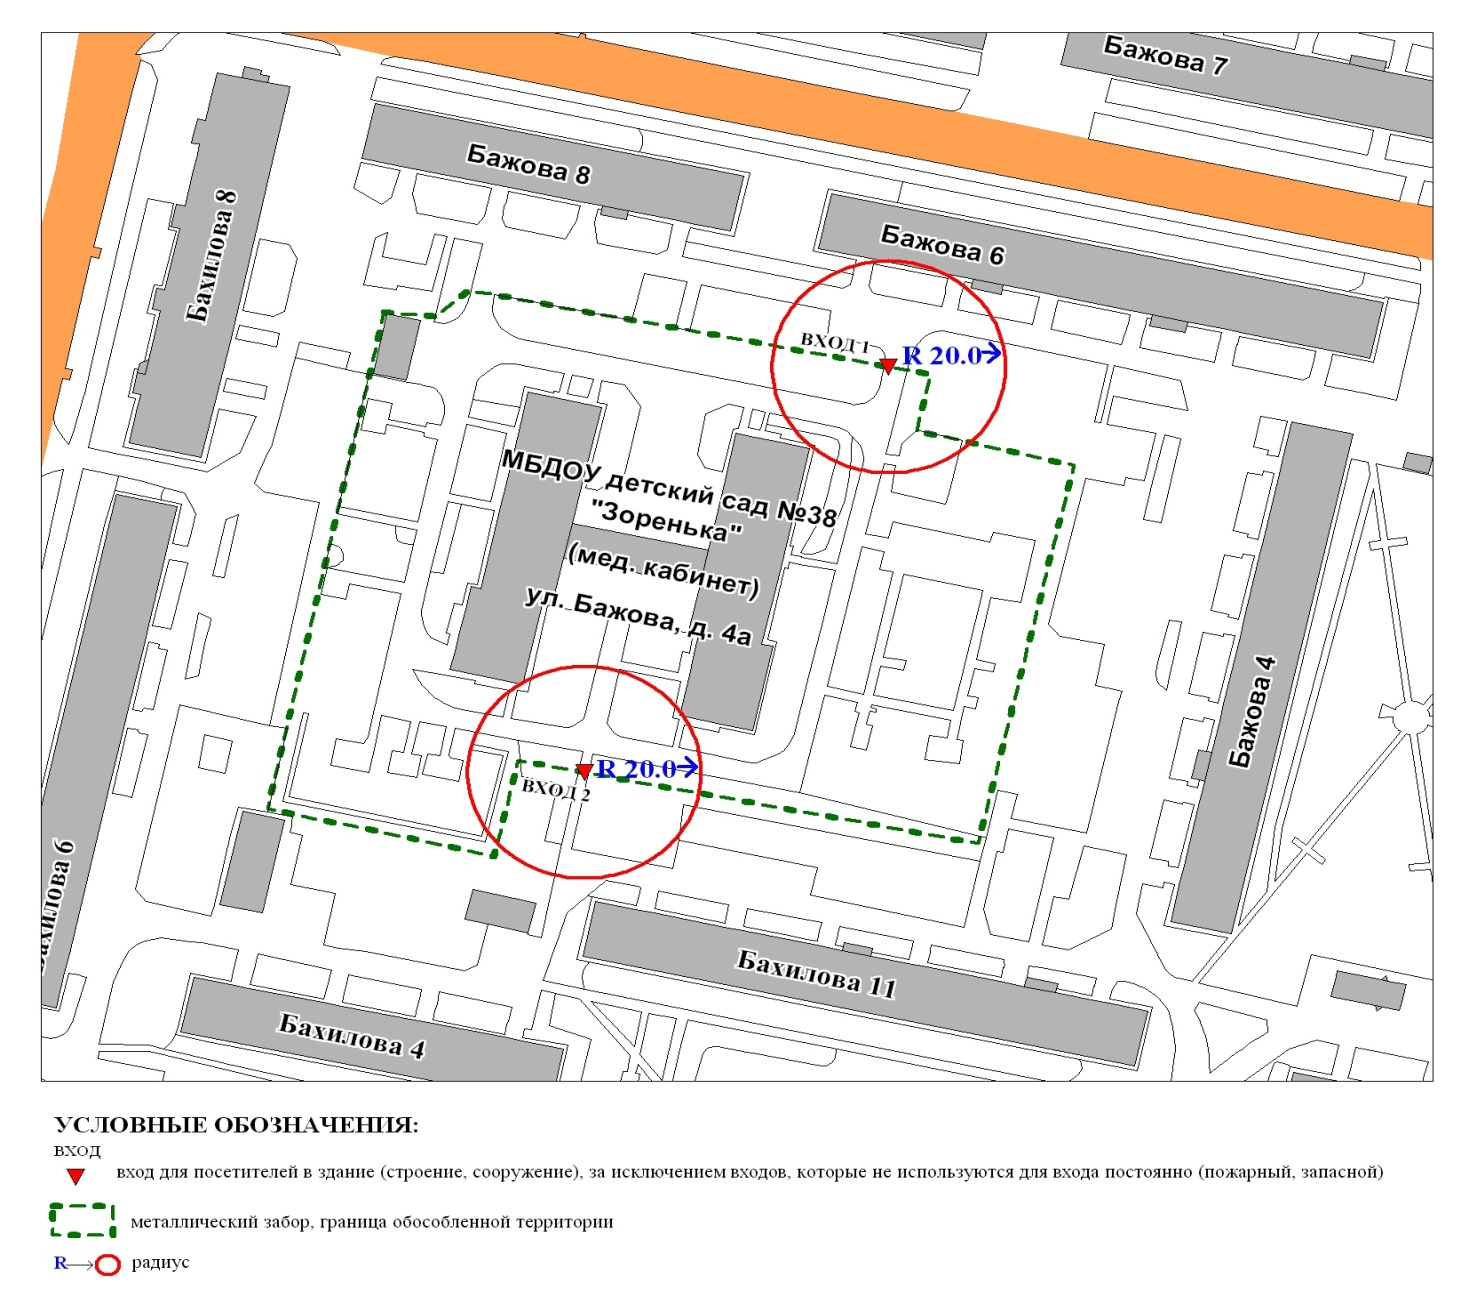 Бажова 7
Бажова 8
Бахилова 8
Бажова 6
ВХОД 1
R 20.0
МБДОУ детский сад №38
"Зоренька"
(мед. кабинет)
ул. Бажова, д. 4а
Бажова 4
R 20.0
ВХОД 2
Бахилова 6
Бахилова 11
Бахилова 4
УСЛОВНЫЕ ОБОЗНАЧЕНИЯ:
ВХОД
вход для посетителей в здание (строение, сооружение), за исключением входов, которые не используются для входа постоянно (пожарный, запасной)
металлический забор, граница обособленной территории
R
радиус